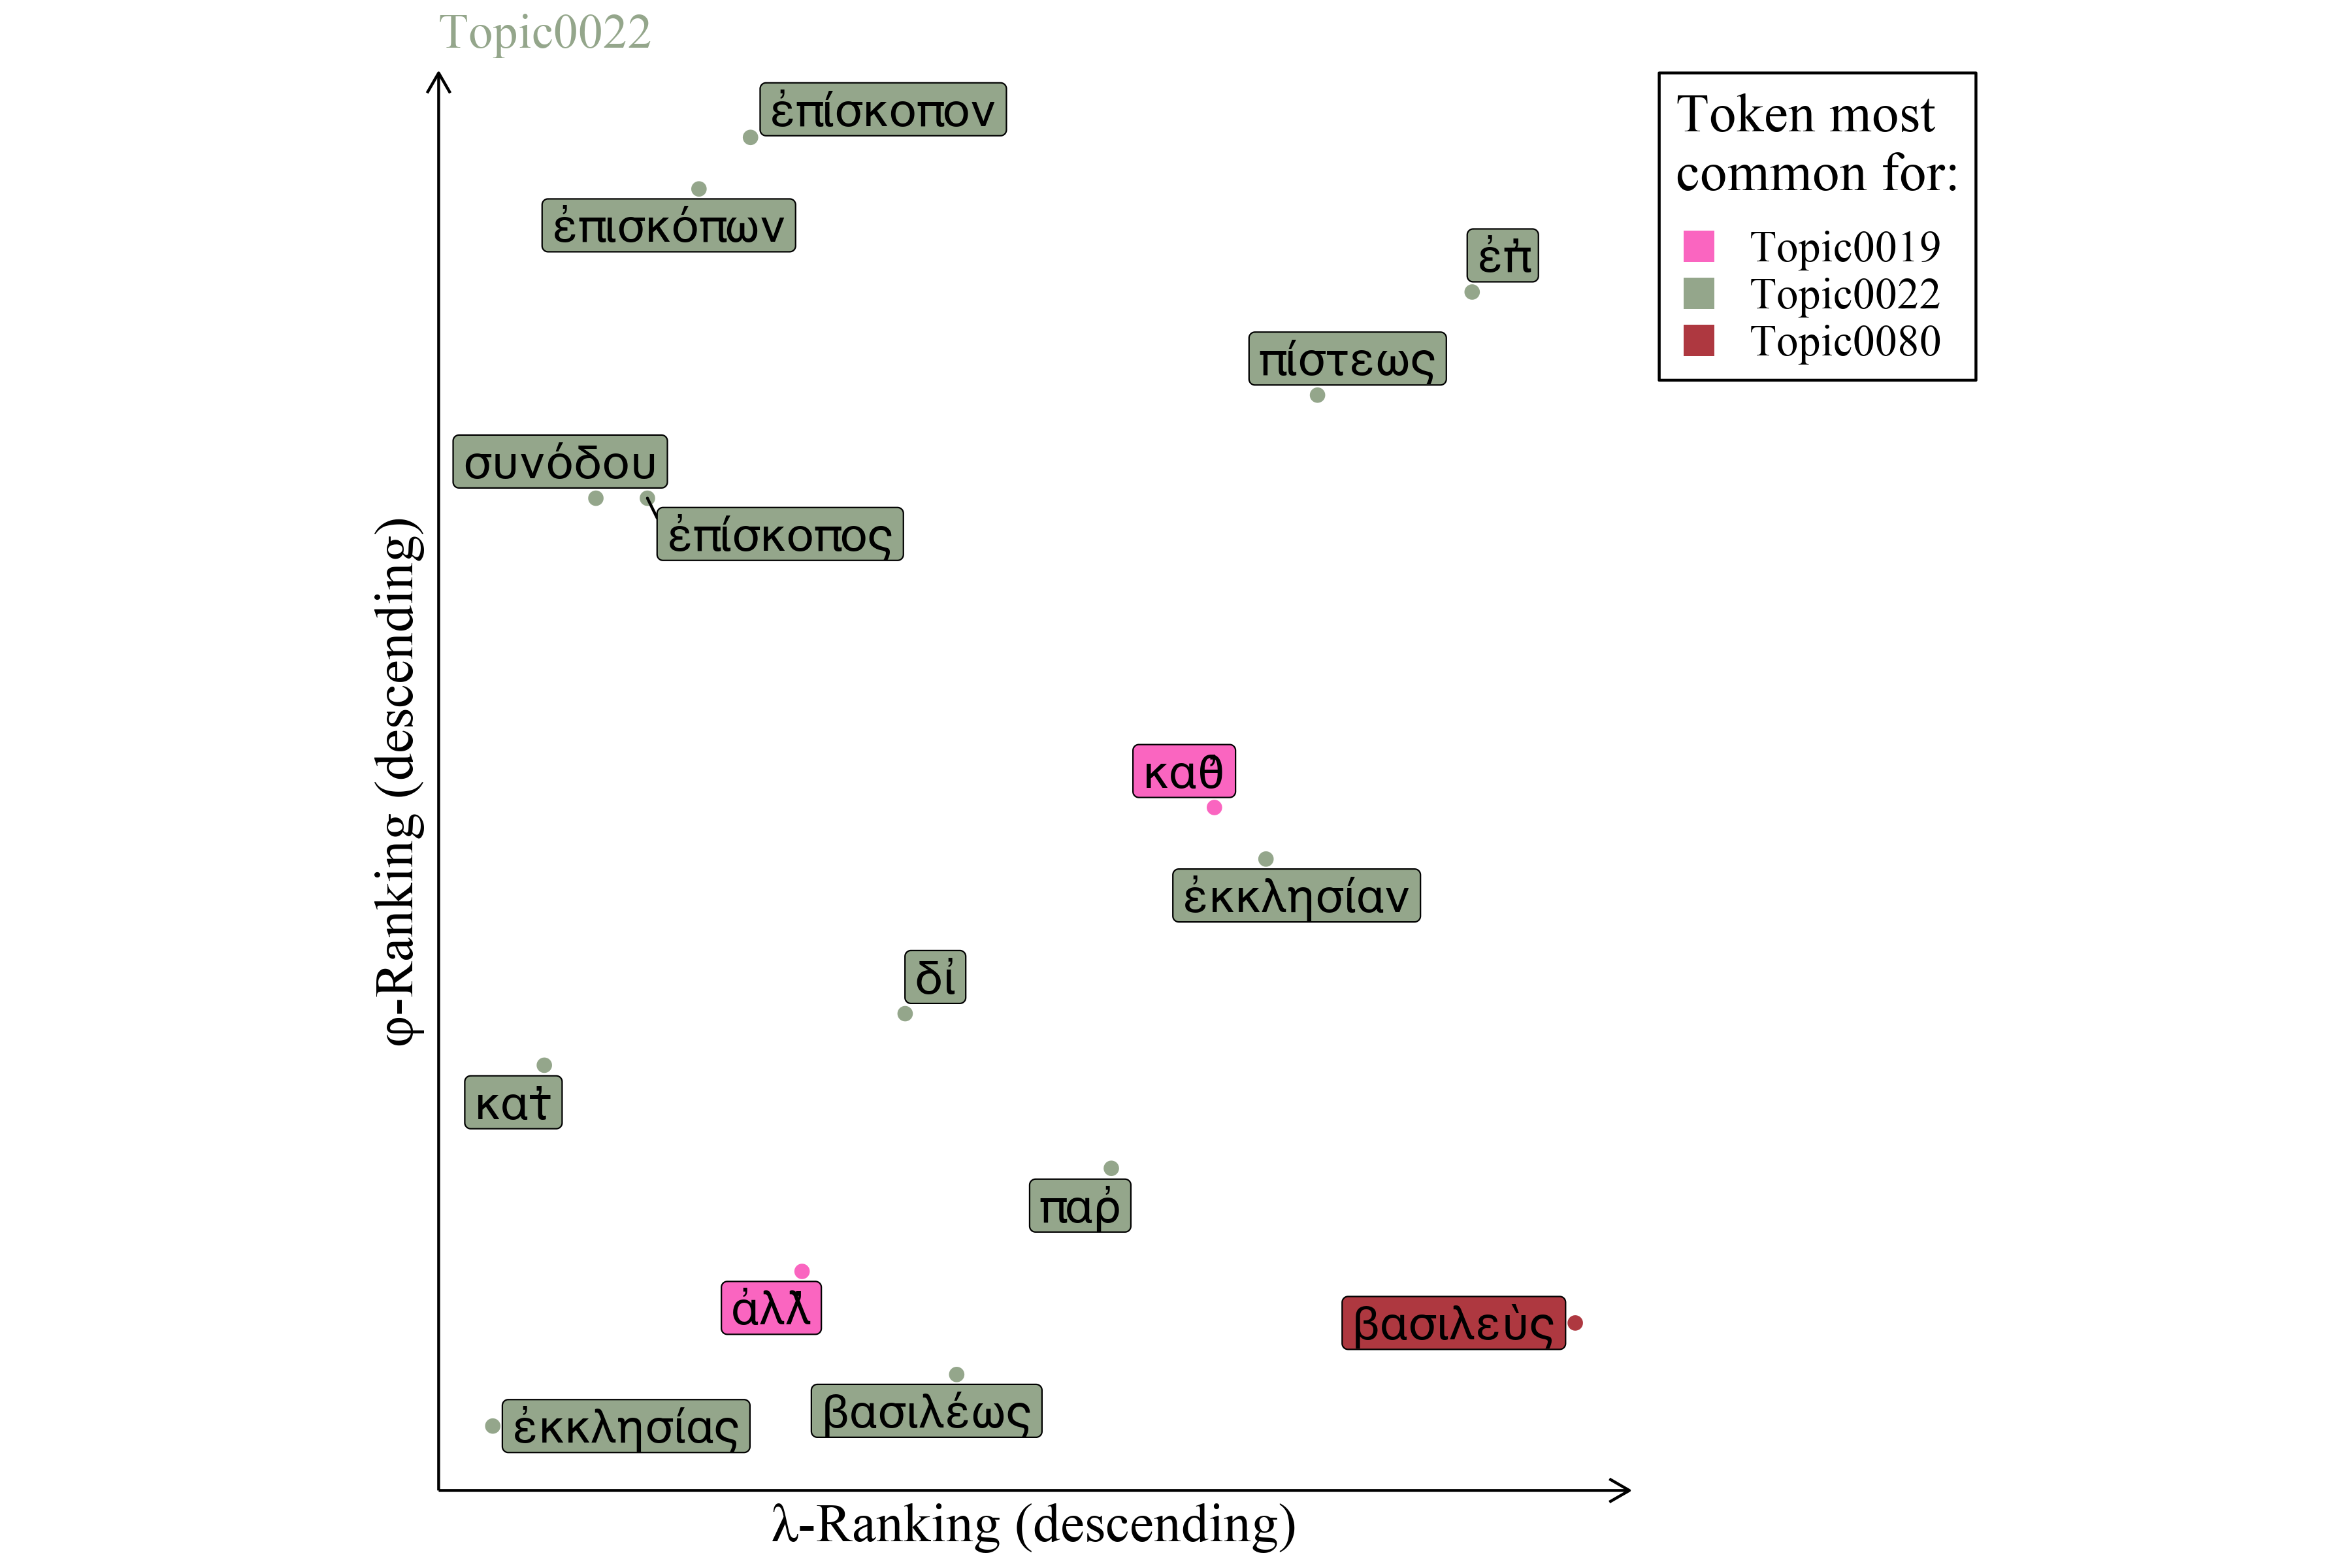 Topic0022
ἐπίσκοπον
ἐπισκόπων
ἐπ̓
πίστεως
συνόδου
ἐπίσκοπος
καθ̓
ἐκκλησίαν
δἰ
κατ̓
παῤ
ἀλλ̓
βασιλεὺς
βασιλέως
ἐκκλησίας
φ-Ranking (descending)
λ-Ranking (descending)
Token most
common for:
Topic0019
Topic0022
Topic0080